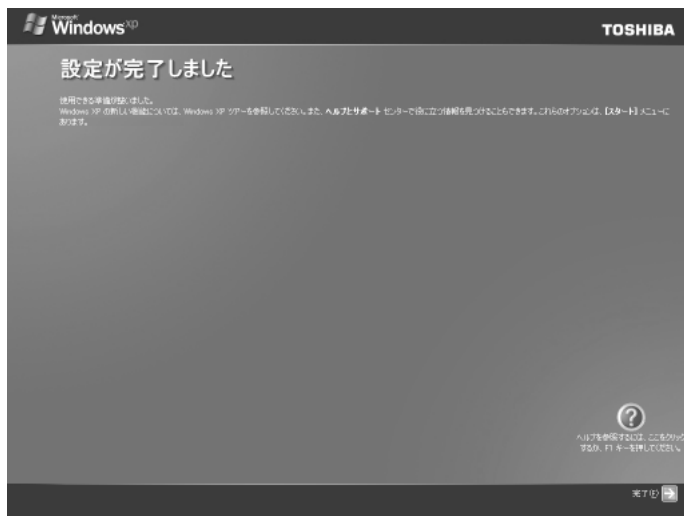 Microsoft
Windows xp
TOSHIBA
設定が完了しました
使用できる準備が整いました。
Windows XP の新しい機能については、Windows XP ツアーを参照してください。また、ヘルプとサポート センターで役に立つ情報を見つけることもできます。これらのオプションは、[スタート] メニューに
あります。
ヘルプを参照するには、ここをクリック
するか、F1 キーを押してください。
完了(F)